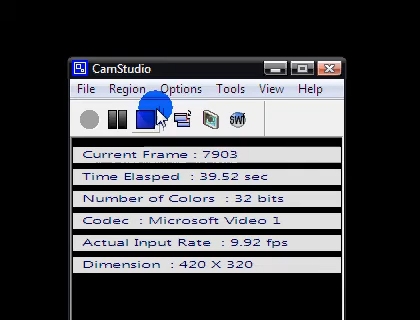 CamStudio
File Region Options Tools View Help
SWF
Current Frame : 7903
Time Elasped : 39.52 sec
Number of Colors : 32 bits
Codec : Microsoft Video 1
Actual Input Rate : 9.92 fps
Dimension : 420 X 320